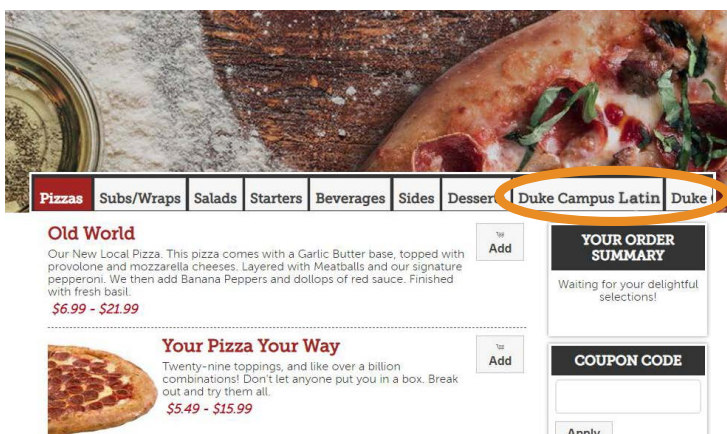 Pizzas Subs/Wraps Salads Starters Beverages Sides Dessert Duke Campus Latin Duke
Old World
Our New Local Pizza. This pizza comes with a Garlic Butter base, topped with
provolone and mozzarella cheeses. Layered with Meatballs and our signature
pepperoni. We then add Banana Peppers and dollops of red sauce. Finished
with fresh basil.
$6.99 - $21.99
Add
Your Pizza Your Way
Twenty-nine toppings, and like over a billion
combinations! Don't let anyone put you in a box. Break
out and try them all.
$5.49 - $15.99
Add
YOUR ORDER
SUMMARY
Waiting for your delightful
selections!
COUPON CODE
Apply